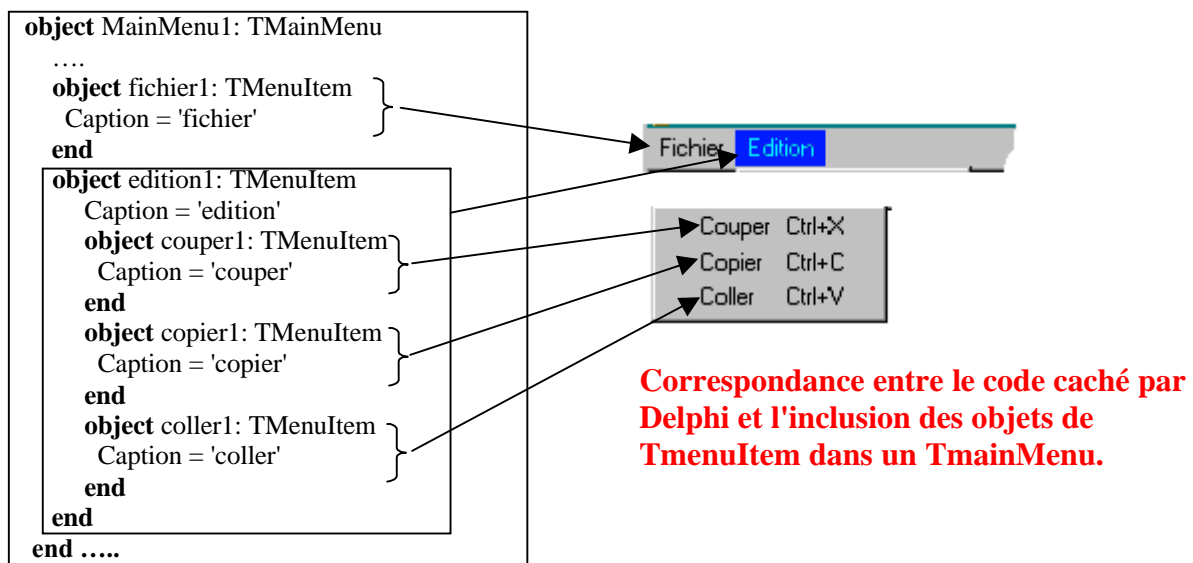 object MainMenu1: TMainMenu
….
object fichier1: TMenuItem
Caption = 'fichier'
end
object edition1: TMenuItem
Caption = 'edition'
object couper1: TMenuItem
Caption = 'couper'
end
object copier1: TMenuItem
Caption = 'copier'
end
object coller1: TMenuItem
Caption = 'coller'
end
end
end …..
Fichier Edition
Couper Ctrl+X
Copier Ctrl+C
Coller Ctrl+V
Correspondance entre le code caché par
Delphi et l'inclusion des objets de
TmenuItem dans un TmainMenu.